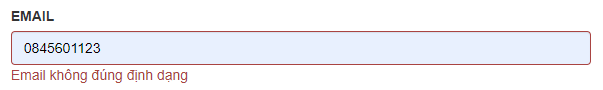 EMAIL
0845601123
Email không đúng định dạng